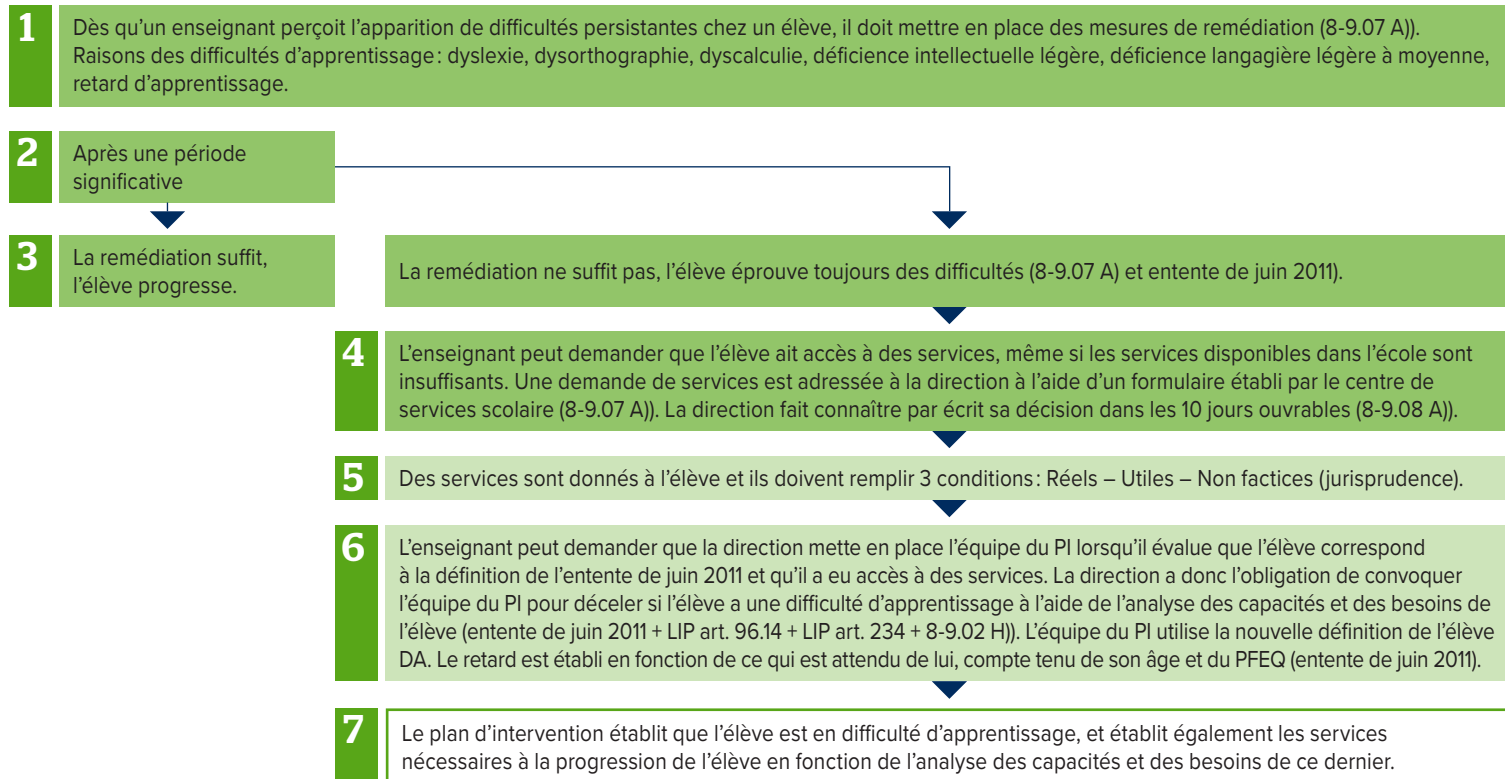 1
Dès qu'un enseignant perçoit l'apparition de difficultés persistantes chez un élève, il doit mettre en place des mesures de remédiation (8-9.07 A)).
Raisons des difficultés d'apprentissage : dyslexie, dysorthographie, dyscalculie, déficience intellectuelle légère, déficience langagière légère à moyenne,
retard d'apprentissage.
2
Après une période
significative
3
La remédiation suffit,
l'élève progresse.
La remédiation ne suffit pas, l'élève éprouve toujours des difficultés (8-9.07 A) et entente de juin 2011).
4
L'enseignant peut demander que l'élève ait accès à des services, même si les services disponibles dans l'école sont
insuffisants. Une demande de services est adressée à la direction à l'aide d'un formulaire établi par le centre de
services scolaire (8-9.07 A)). La direction fait connaître par écrit sa décision dans les 10 jours ouvrables (8-9.08 A)).
5
Des services sont donnés à l'élève et ils doivent remplir 3 conditions : Réels – Utiles – Non factices (jurisprudence).
6
L'enseignant peut demander que la direction mette en place l'équipe du PI lorsqu'il évalue que l'élève correspond
à la définition de l'entente de juin 2011 et qu'il a eu accès à des services. La direction a donc l'obligation de convoquer
l'équipe du PI pour déceler si l'élève a une difficulté d'apprentissage à l'aide de l'analyse des capacités et des besoins de
l'élève (entente de juin 2011 + LIP art. 96.14 + LIP art. 234 + 8-9.02 H)). L'équipe du PI utilise la nouvelle définition de l'élève
DA. Le retard est établi en fonction de ce qui est attendu de lui, compte tenu de son âge et du PFEQ (entente de juin 2011).
7
Le plan d'intervention établit que l'élève est en difficulté d'apprentissage, et établit également les services
nécessaires à la progression de l'élève en fonction de l'analyse des capacités et des besoins de ce dernier.